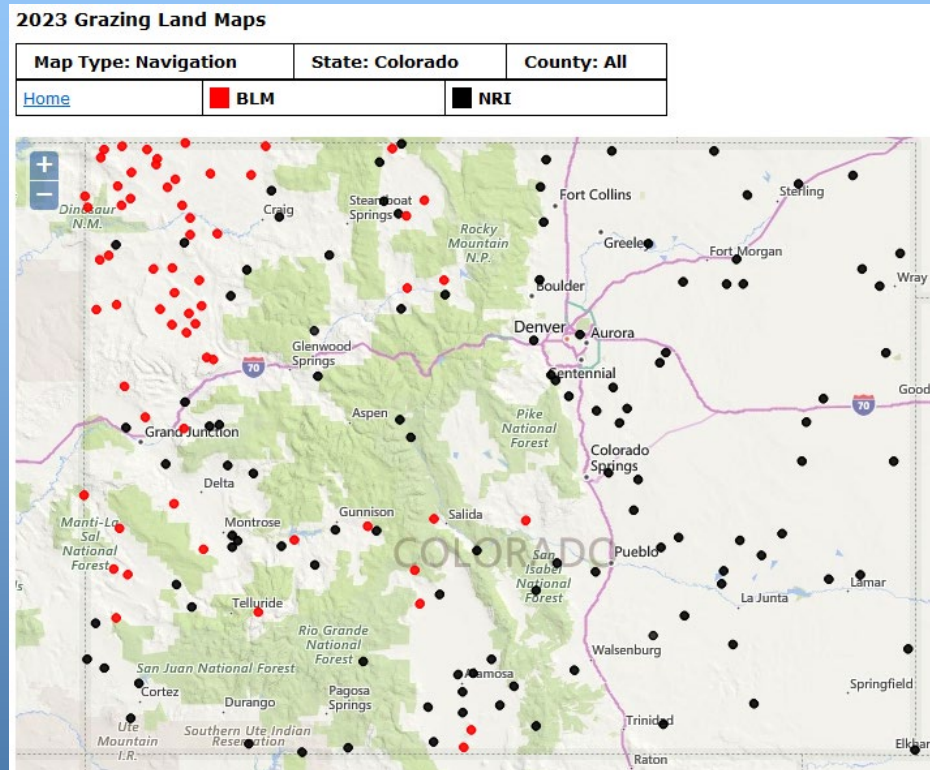 2023 Grazing Land Maps
Map Type: Navigation State: Colorado County: All
Home BLM NRI
+
−
Dinosaur
N.M.
Craig
Steamboat
Springs
Rocky
Mountain
N.P.
Fort Collins
Greeley
Sterling
Fort Morgan
Wray
Boulder
Denver
Aurora
Centennial
Glenwood
Springs
70
Aspen
Pike
National
Forest
70
Good
Grand Junction
Delta
Colorado
Springs
Manti-La
Sal
National
Forest
Montrose
Gunnison
Salida
COLORADO
San
Isabel
National
Forest
Pueblo
ls
Telluride
La Junta
Lamar
Rio Grande
National
Forest
San Juan National Forest
Walsenburg
Alamosa
Cortez
Durango
Pagosa
Springs
Springfield
Ute
Mountain
I.R.
Southern Ute Indian
Reservation
Trinidad
Raton
Elkhar